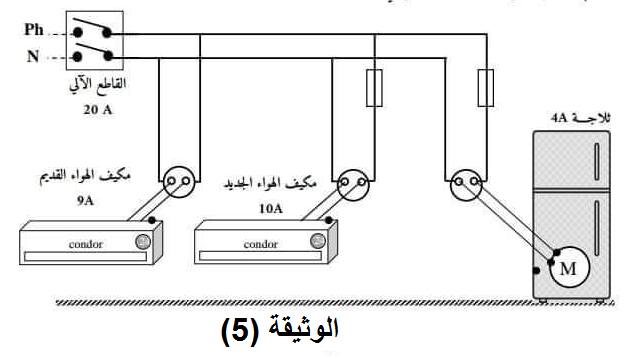 Ph
N
القاطع الآلي
20 A
ثلاجة 4A
مكيف الهواء القديم
9A
مكيف الهواء الجديد
10A
condor
condor
M
الوثيقة (5)